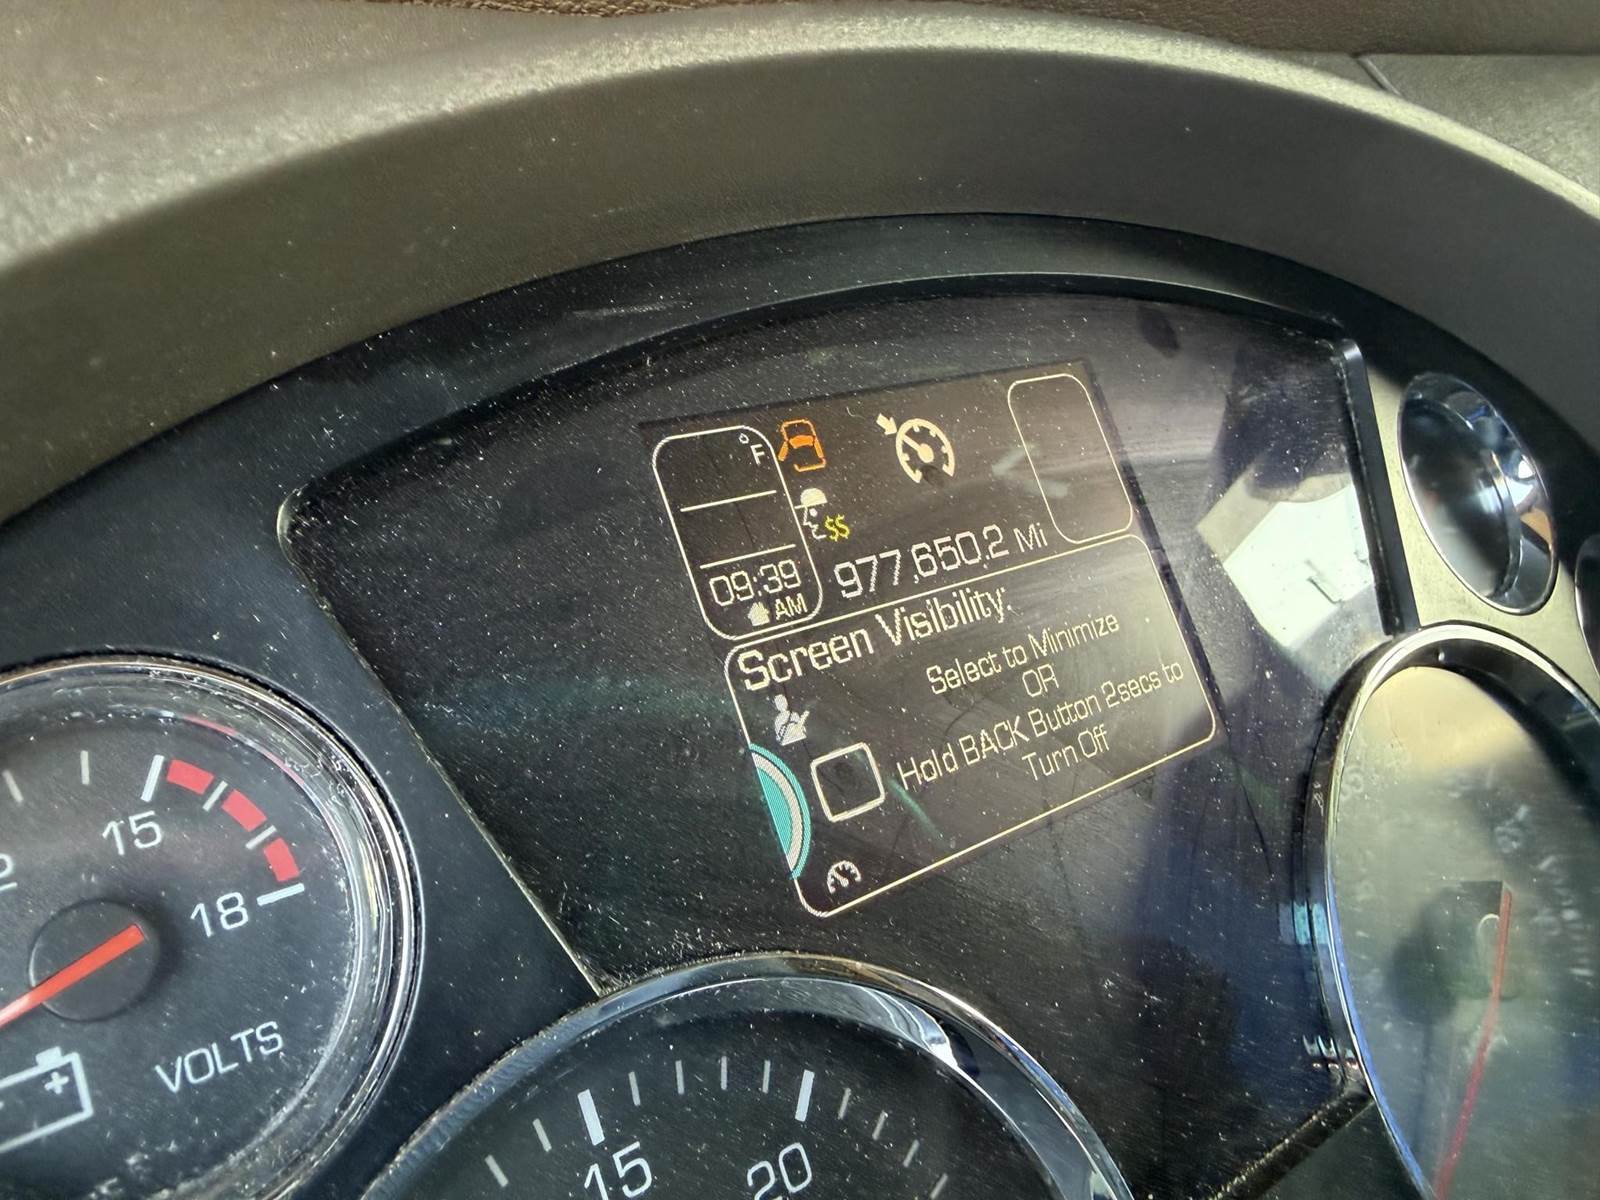 °F
$$
09:39
AM
977,650.2 Mi
Screen Visibility:
Select to Minimize
OR
Hold BACK Button 2secs to
Turn Off
15
18
VOLTS
15
20